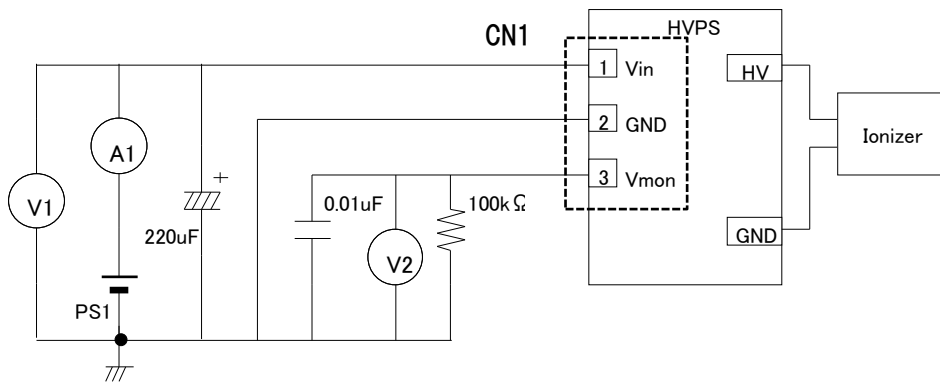 CN1
HVPS
1 Vin
HV
2 GND
Ionizer
A1
3 Vmon
V1
+
0.01uF
100kΩ
220uF
V2
GND
PS1